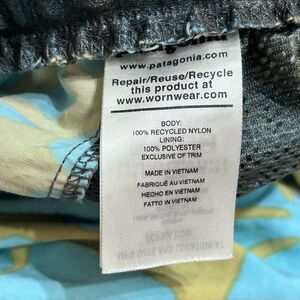 www.patagonia.com
Repair/Reuse/Recycle
this product at
www.wornwear.com
BODY:
100% RECYCLED NYLON
LINING:
100% POLYESTER
EXCLUSIVE OF TRIM
MADE IN VIETNAM
FABRIQUÉ AU VIETNAM
HECHO EN VIETNAM
FATTO IN VIETNAM